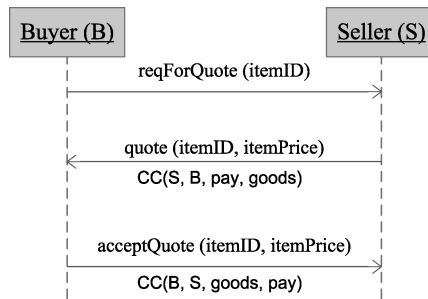 Buyer (B) Seller (S)
reqForQuote (itemID)
quote (itemID, itemPrice)
CC(S, B, pay, goods)
acceptQuote (itemID, itemPrice)
CC(B, S, goods, pay)